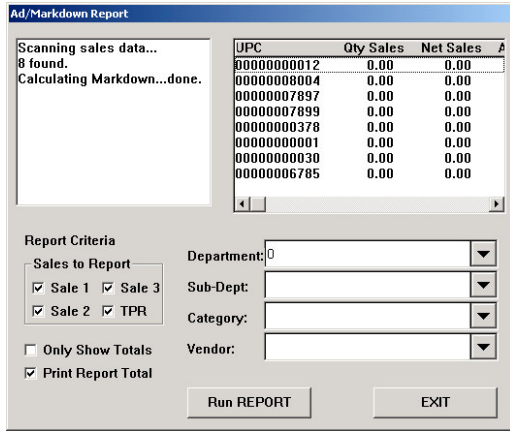 Ad/Markdown Report
Scanning sales data...
8 found.
Calculating Markdown...done.
UPC Qty Sales Net Sales A
00000000012 0.00 0.00
00000008004 0.00 0.00
00000007897 0.00 0.00
00000007899 0.00 0.00
00000000378 0.00 0.00
00000000001 0.00 0.00
00000000030 0.00 0.00
00000006785 0.00 0.00
Report Criteria
Sales to Report
Sale 1 Sale 3
Sale 2 TPR
Only Show Totals
Print Report Total
Department: 0
Sub-Dept:
Category:
Vendor:
Run REPORT EXIT